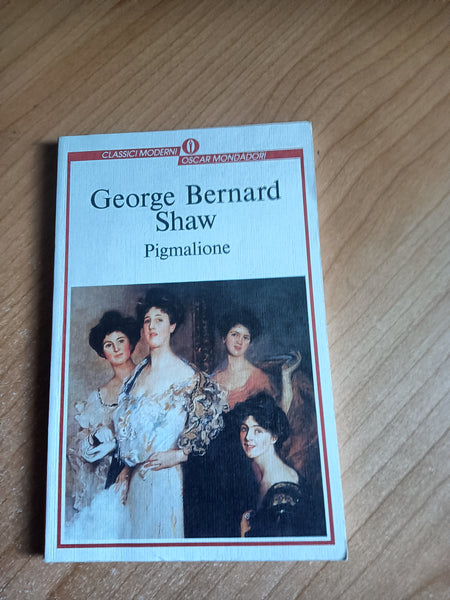 CLASSICI MODERNI OSCAR MONDADORI
George Bernard
Shaw
Pigmalione